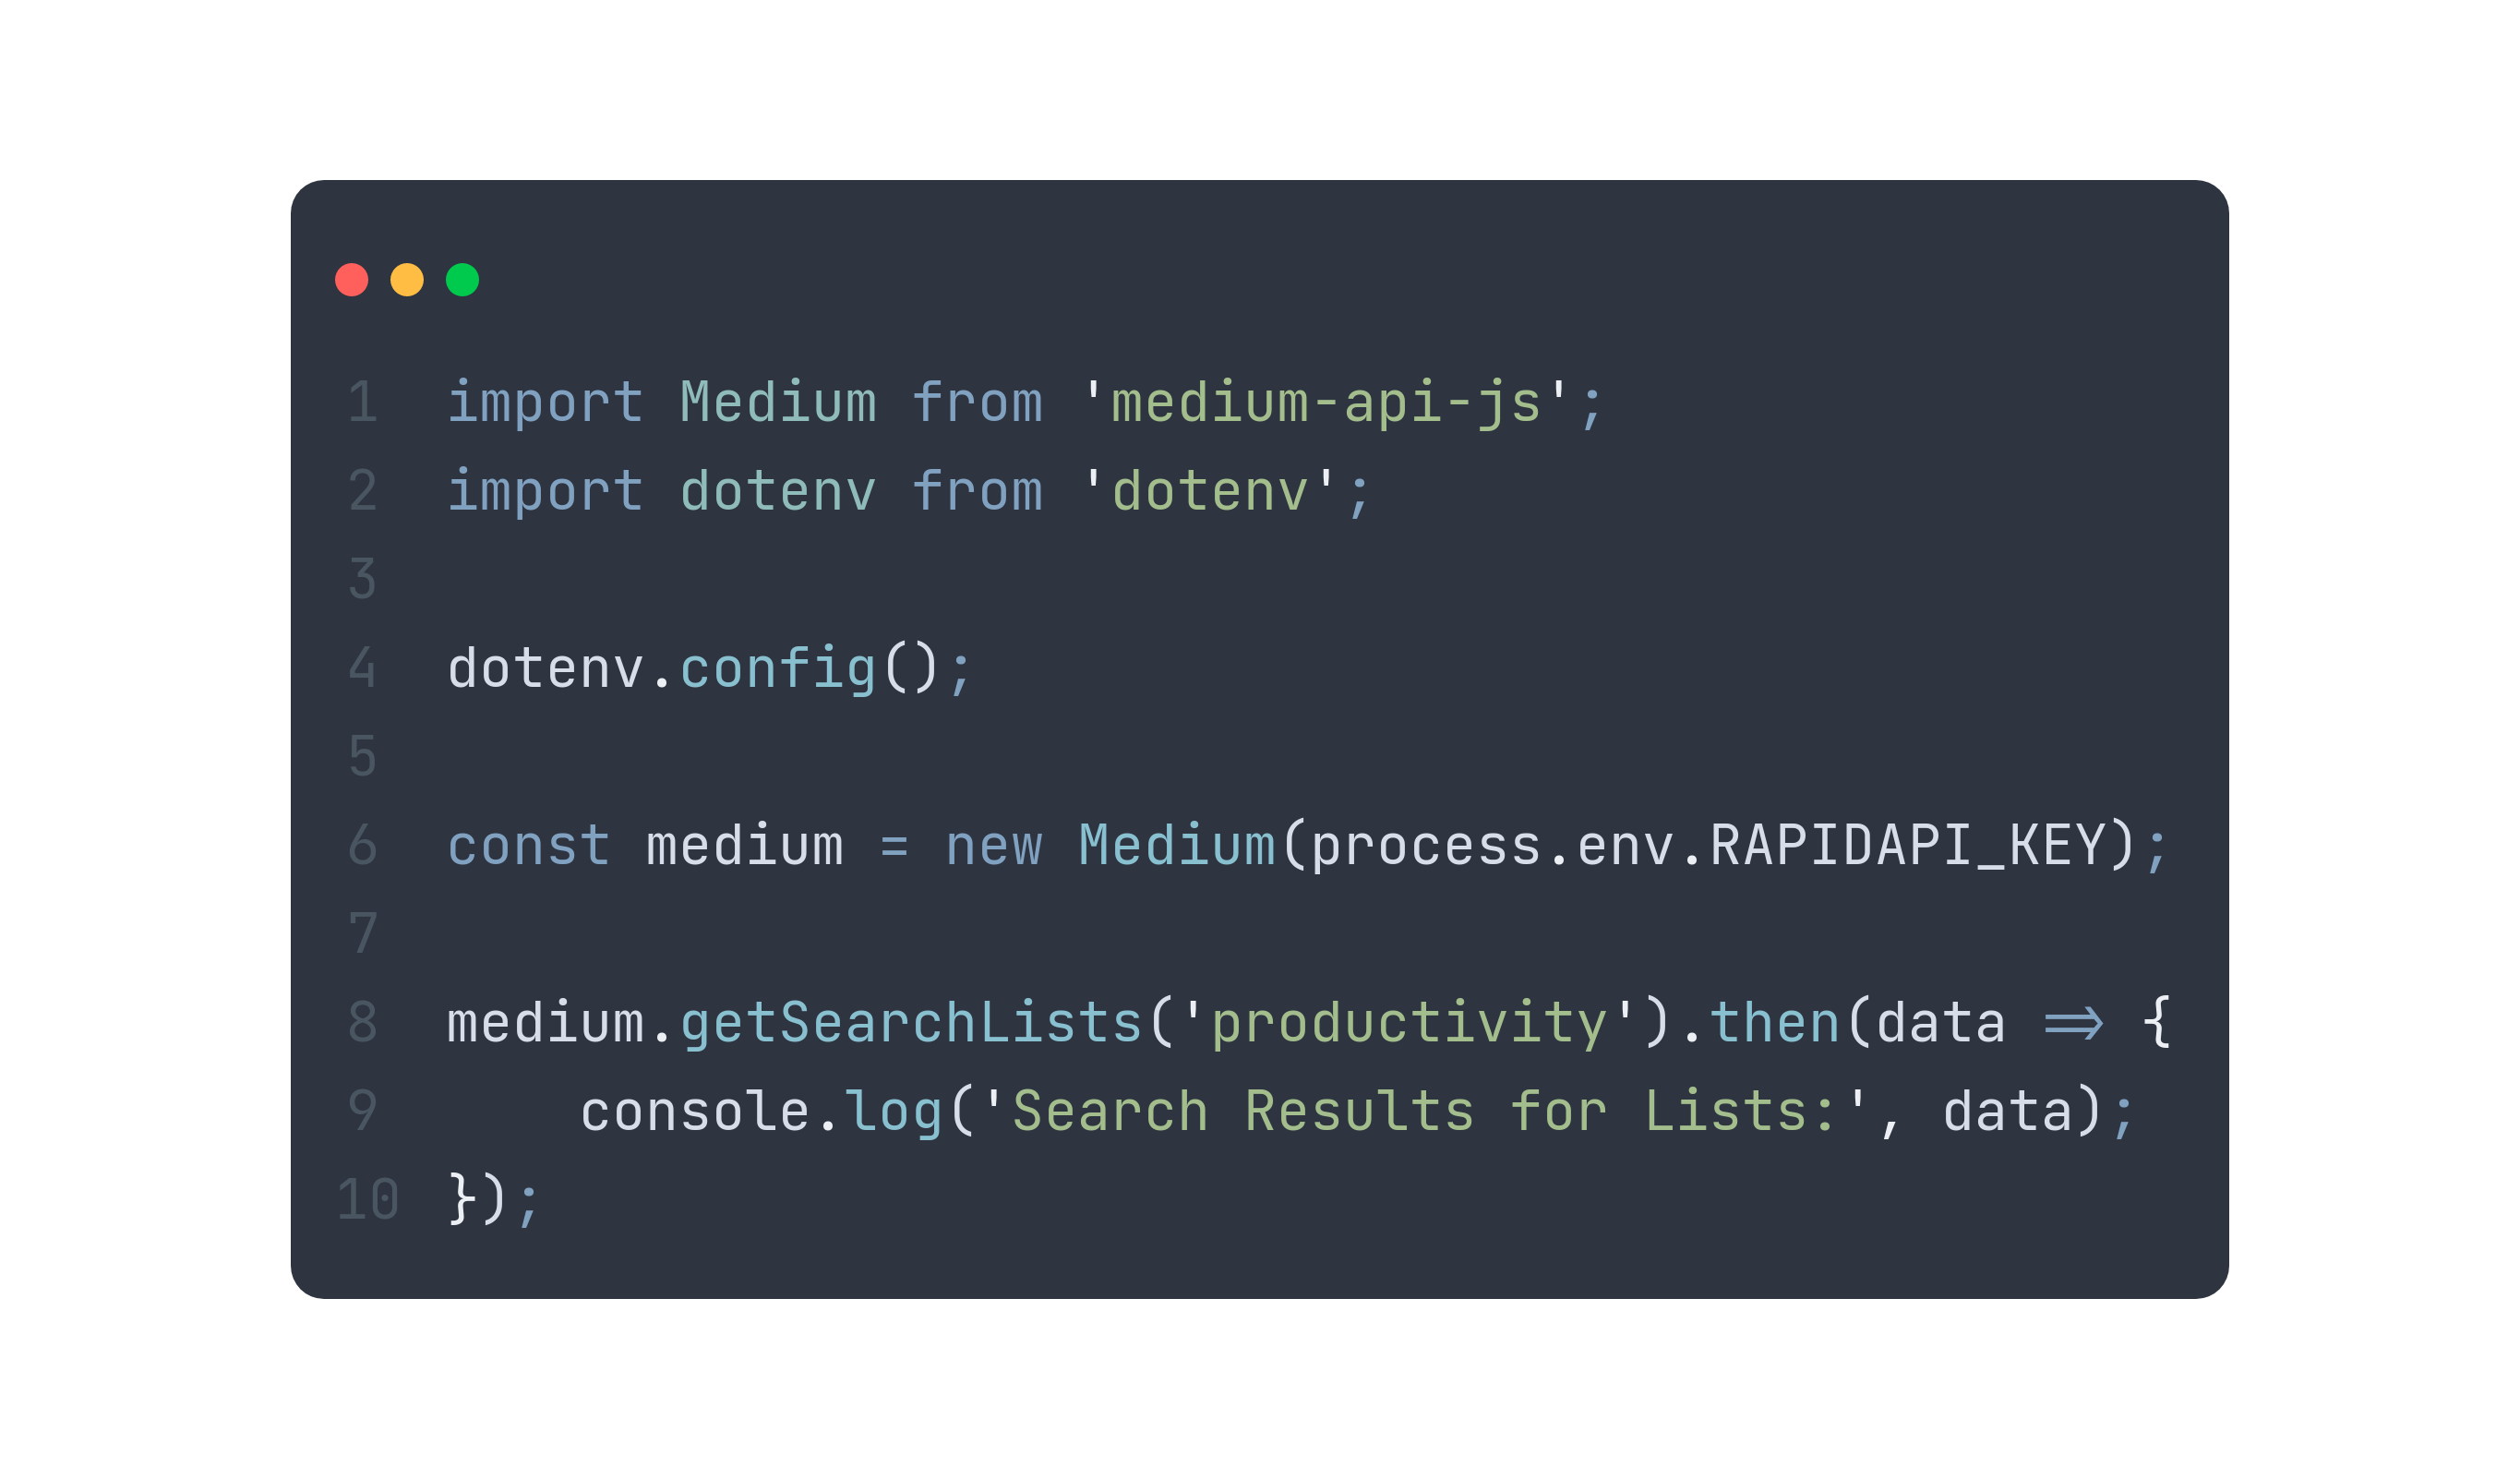 1 import Medium from 'medium-api-js';
2 import dotenv from 'dotenv';
3
4 dotenv.config();
5
6 const medium = new Medium(process.env.RAPIDAPI_KEY);
7
8 medium.getSearchLists('productivity').then(data => {
9     console.log('Search Results for Lists:', data);
10 });